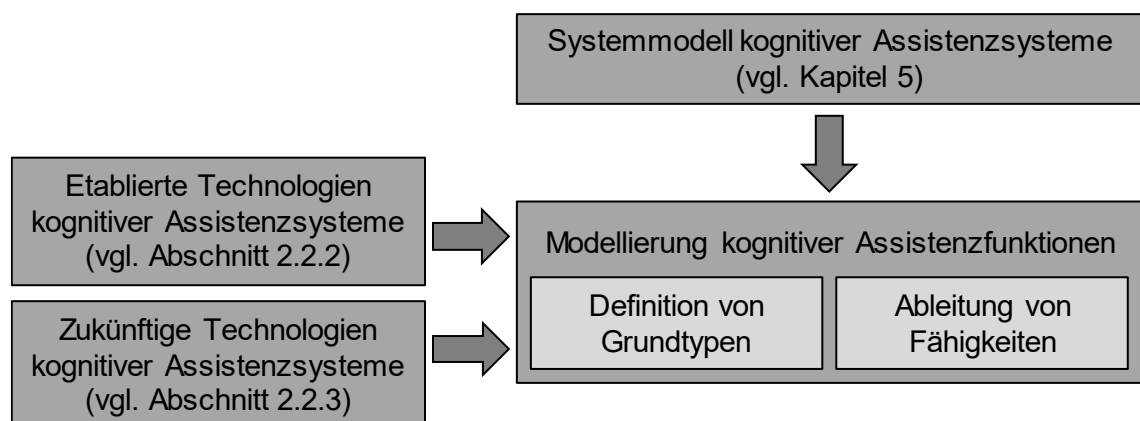 Systemmodell kognitiver Assistenzsysteme
(vgl. Kapitel 5)
Etablierte Technologien
kognitiver Assistenzsysteme
(vgl. Abschnitt 2.2.2)
Zukünftige Technologien
kognitiver Assistenzsysteme
(vgl. Abschnitt 2.2.3)
Modellierung kognitiver Assistenzfunktionen
Definition von
Grundtypen
Ableitung von
Fähigkeiten